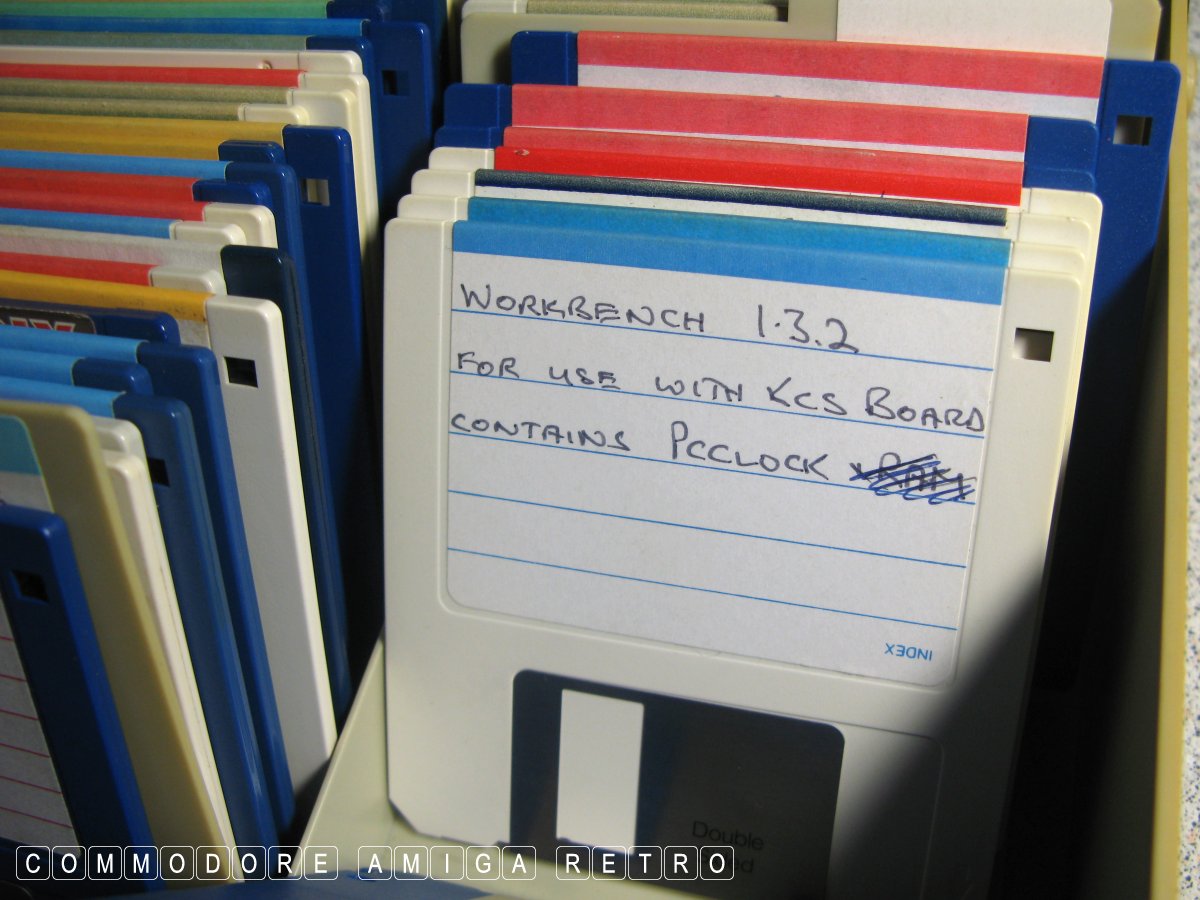 WORKBENCH 1.3.2
FOR USE WITH KCS BOARD
CONTAINS PCCLOCK
INDEX
Double
COMMODORE AMIGA RETRO